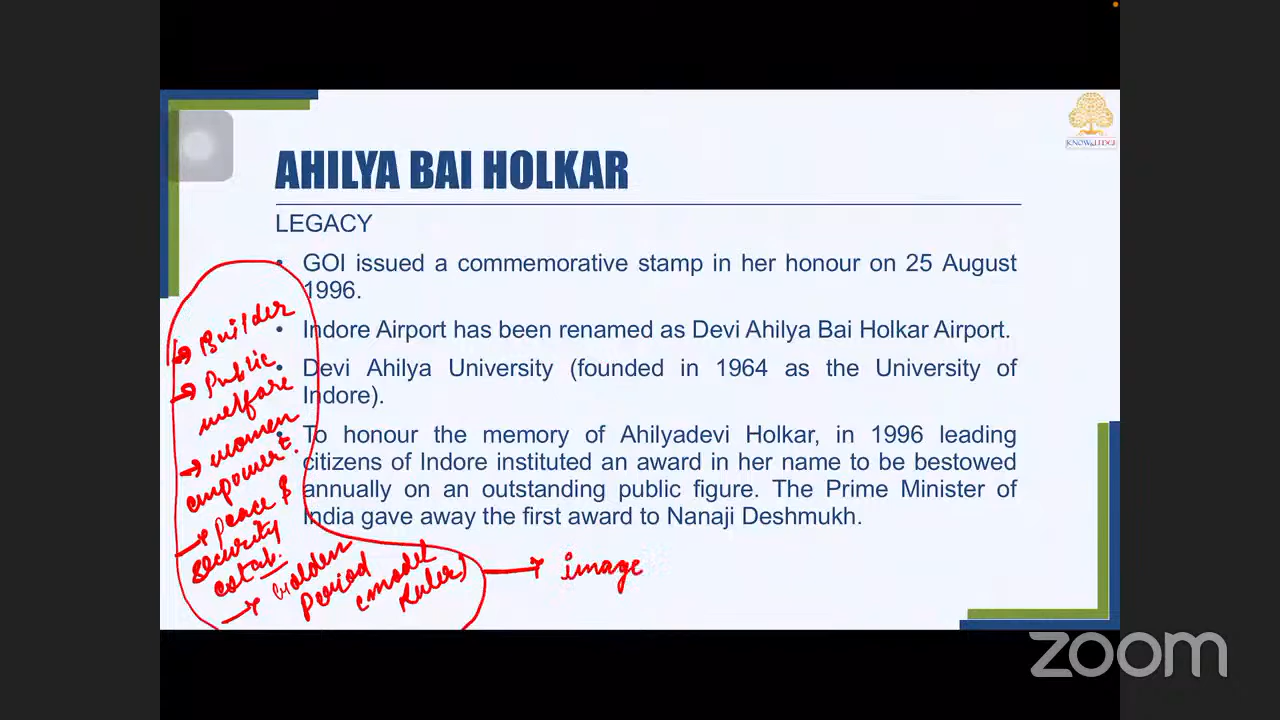 KNOWLEDGE
AHILYA BAI HOLKAR
LEGACY
• GOI issued a commemorative stamp in her honour on 25 August
1996.
• Indore Airport has been renamed as Devi Ahilya Bai Holkar Airport.
• Devi Ahilya University (founded in 1964 as the University of
Indore).
• To honour the memory of Ahilyadevi Holkar, in 1996 leading
citizens of Indore instituted an award in her name to be bestowed
annually on an outstanding public figure. The Prime Minister of
India gave away the first award to Nanaji Deshmukh.
→ Builder
→ Public
welfare
→ women
empowert.
→ peace &
security
estab.
→ Golden
period
(model
Ruler)
→ image
zoom